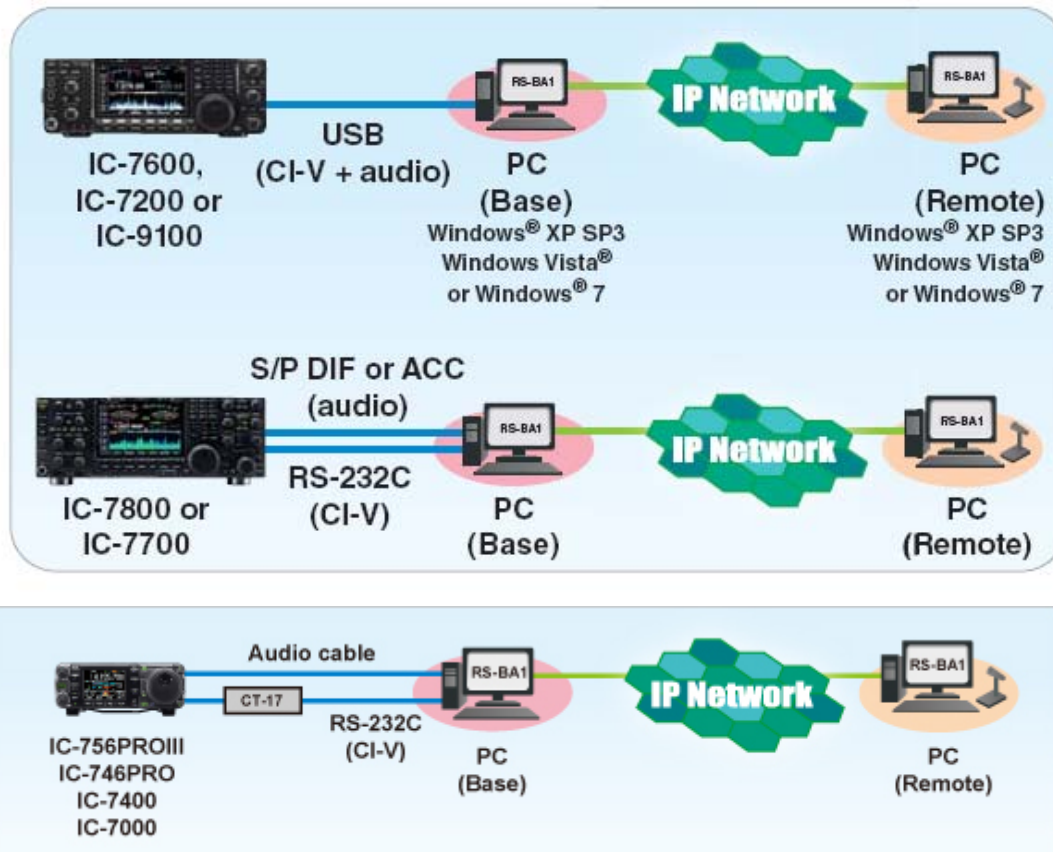 RS-BA1
RS-BA1
IP Network
USB
(CI-V + audio)
IC-7600,
IC-7200 or
IC-9100
PC
(Base)
Windows® XP SP3
Windows Vista®
or Windows® 7
PC
(Remote)
Windows® XP SP3
Windows Vista®
or Windows® 7
S/P DIF or ACC
(audio)
RS-BA1
RS-BA1
IP Network
RS-232C
(CI-V)
IC-7800 or
IC-7700
PC
(Base)
PC
(Remote)
Audio cable
RS-BA1
RS-BA1
IP Network
CT-17
RS-232C
(CI-V)
IC-756PROIII
IC-746PRO
IC-7400
IC-7000
PC
(Base)
PC
(Remote)